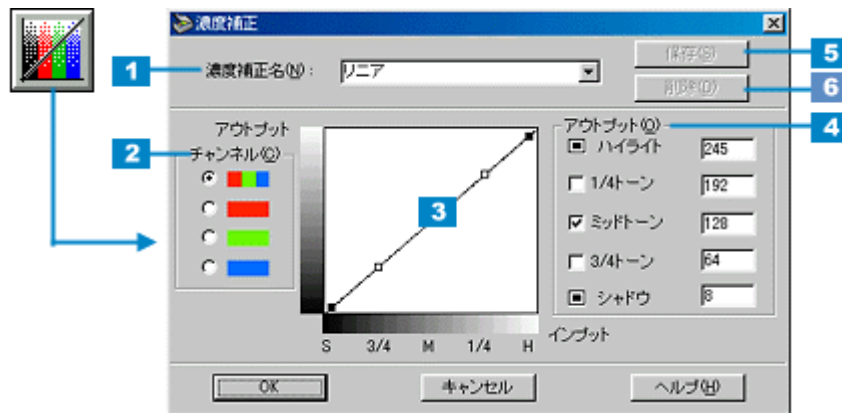 濃度補正
1
濃度補正名(N):
リニア
保存(S)
5
削除(D)
6
アウトプット
アウトプット(O)
4
2
チャンネル(C)
3
ハイライト 245
1/4トーン 192
ミッドトーン 128
3/4トーン 64
シャドウ 8
S 3/4 M 1/4 H
インプット
OK
キャンセル
ヘルプ(H)